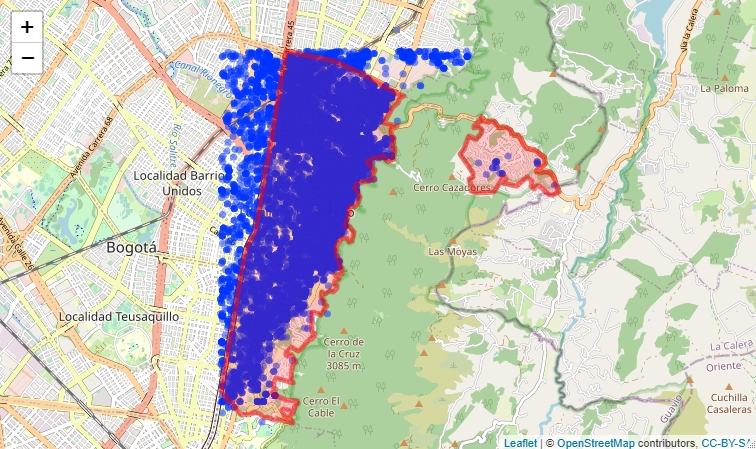 +
−
Carrera 45
Canal Rionegro
Río Salitre
Avenida Carrera 68
Localidad Barrios
Unidos
Bogotá
Avenida Calle 26
Localidad Teusaquillo
Cerro Cazadores
Las Moyas
Cerro de
la Cruz
3085 m
Cerro El
Cable
Vía la Calera
La Paloma
La Calera
Oriente
Cuchilla
Casaleras
Leaflet | © OpenStreetMap contributors, CC-BY-SA